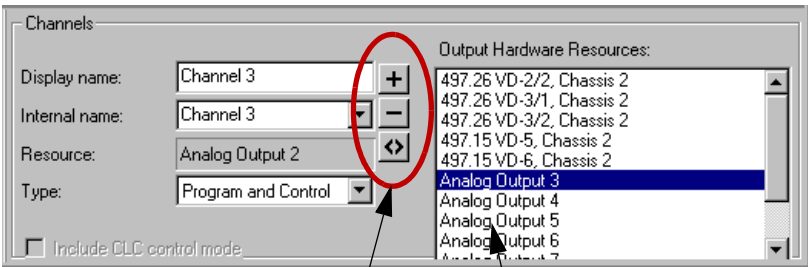 Channels
Display name:
Channel 3
Internal name:
Channel 3
Resource:
Analog Output 2
Type:
Program and Control
Include CLC control mode
Output Hardware Resources:
497.26 VD-2/2, Chassis 2
497.26 VD-3/1, Chassis 2
497.26 VD-3/2, Chassis 2
497.15 VD-5, Chassis 2
497.15 VD-6, Chassis 2
Analog Output 3
Analog Output 4
Analog Output 5
Analog Output 6
Analog Output 7